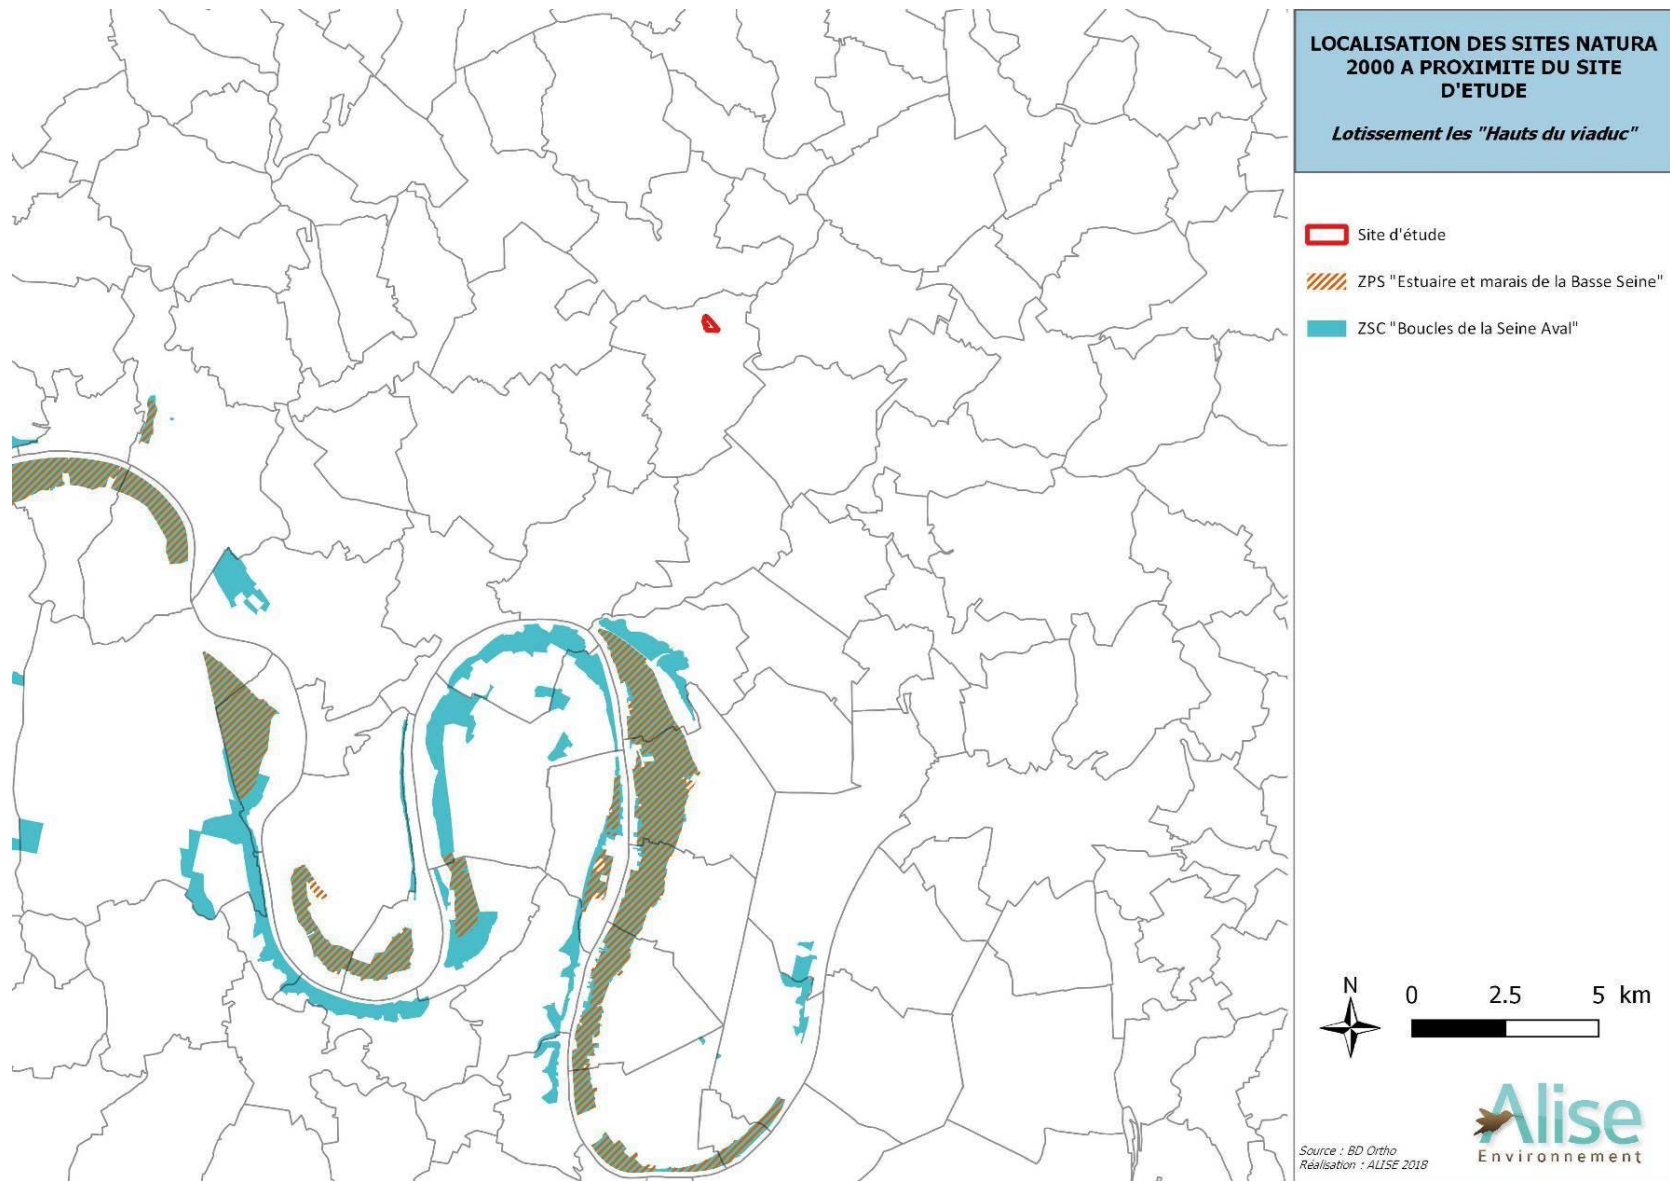 LOCALISATION DES SITES NATURA
2000 A PROXIMITE DU SITE
D'ETUDE
Lotissement les "Hauts du viaduc"
Site d'étude
ZPS "Estuaire et marais de la Basse Seine"
ZSC "Boucles de la Seine Aval"
N
0 2.5 5 km
Alise
Environnement
Source : BD Ortho
Réalisation : ALISE 2018